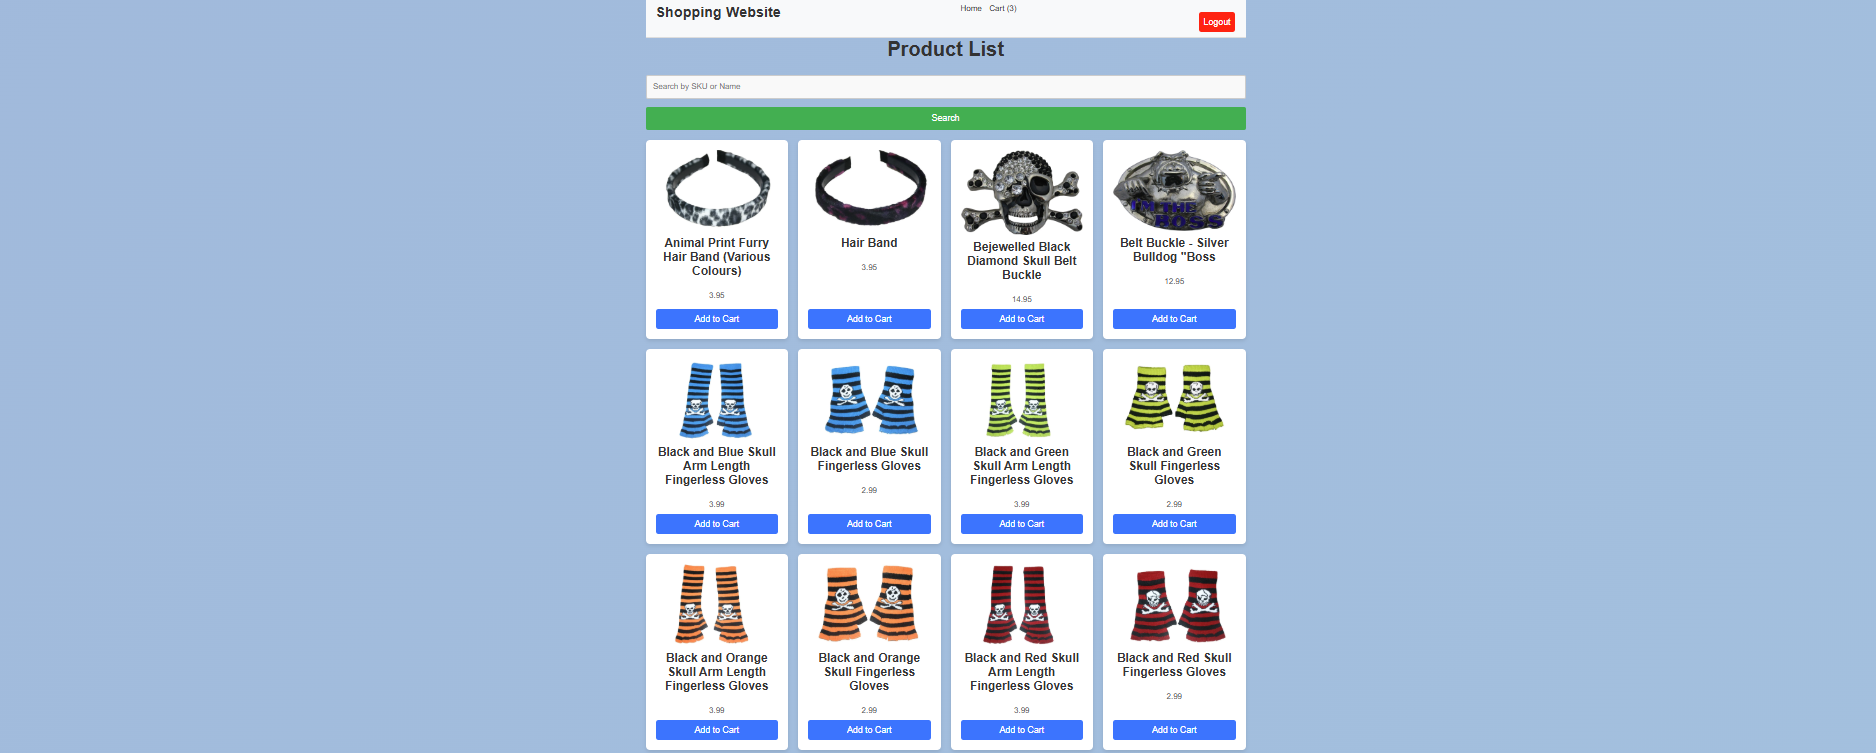 Shopping Website
Home Cart (3)
Logout
Product List
Search by SKU or Name
Search
I'M THE
BOSS
Animal Print Furry
Hair Band (Various
Colours)
3.95
Add to Cart
Hair Band
3.95
Add to Cart
Bejewelled Black
Diamond Skull Belt
Buckle
14.95
Add to Cart
Belt Buckle - Silver
Bulldog "Boss
12.95
Add to Cart
Black and Blue Skull
Arm Length
Fingerless Gloves
3.99
Add to Cart
Black and Blue Skull
Fingerless Gloves
2.99
Add to Cart
Black and Green
Skull Arm Length
Fingerless Gloves
3.99
Add to Cart
Black and Green
Skull Fingerless
Gloves
2.99
Add to Cart
Black and Orange
Skull Arm Length
Fingerless Gloves
3.99
Add to Cart
Black and Orange
Skull Fingerless
Gloves
2.99
Add to Cart
Black and Red Skull
Arm Length
Fingerless Gloves
3.99
Add to Cart
Black and Red Skull
Fingerless Gloves
2.99
Add to Cart